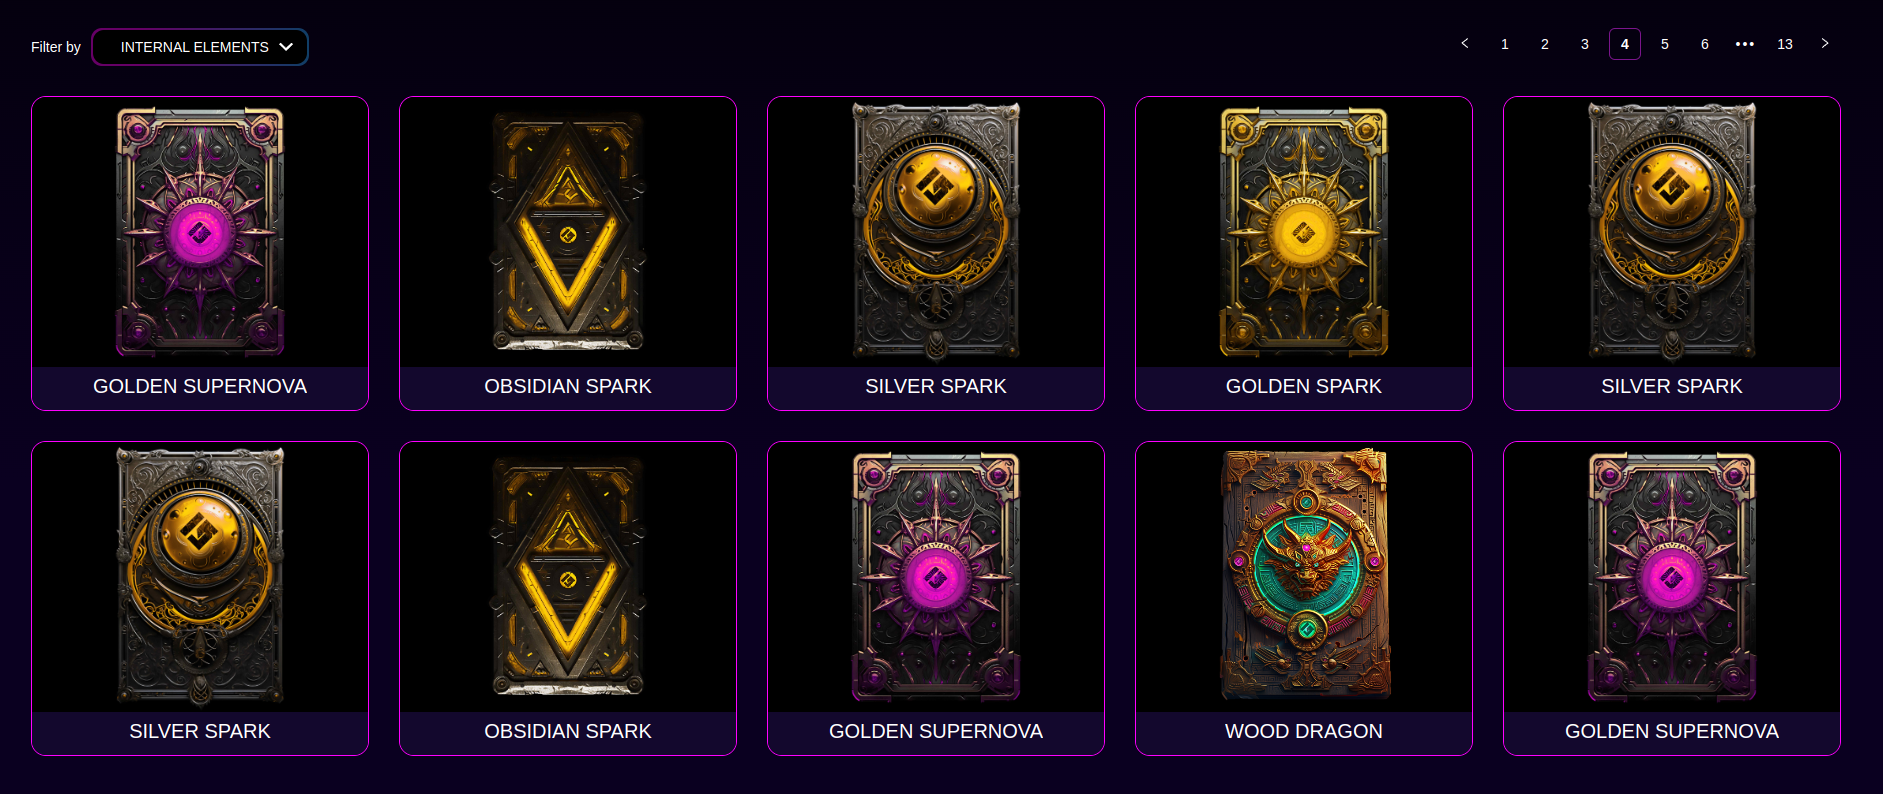 Filter by
INTERNAL ELEMENTS
1 2 3 4 5 6 ••• 13
GOLDEN SUPERNOVA
OBSIDIAN SPARK
SILVER SPARK
GOLDEN SPARK
SILVER SPARK
SILVER SPARK
OBSIDIAN SPARK
GOLDEN SUPERNOVA
WOOD DRAGON
GOLDEN SUPERNOVA